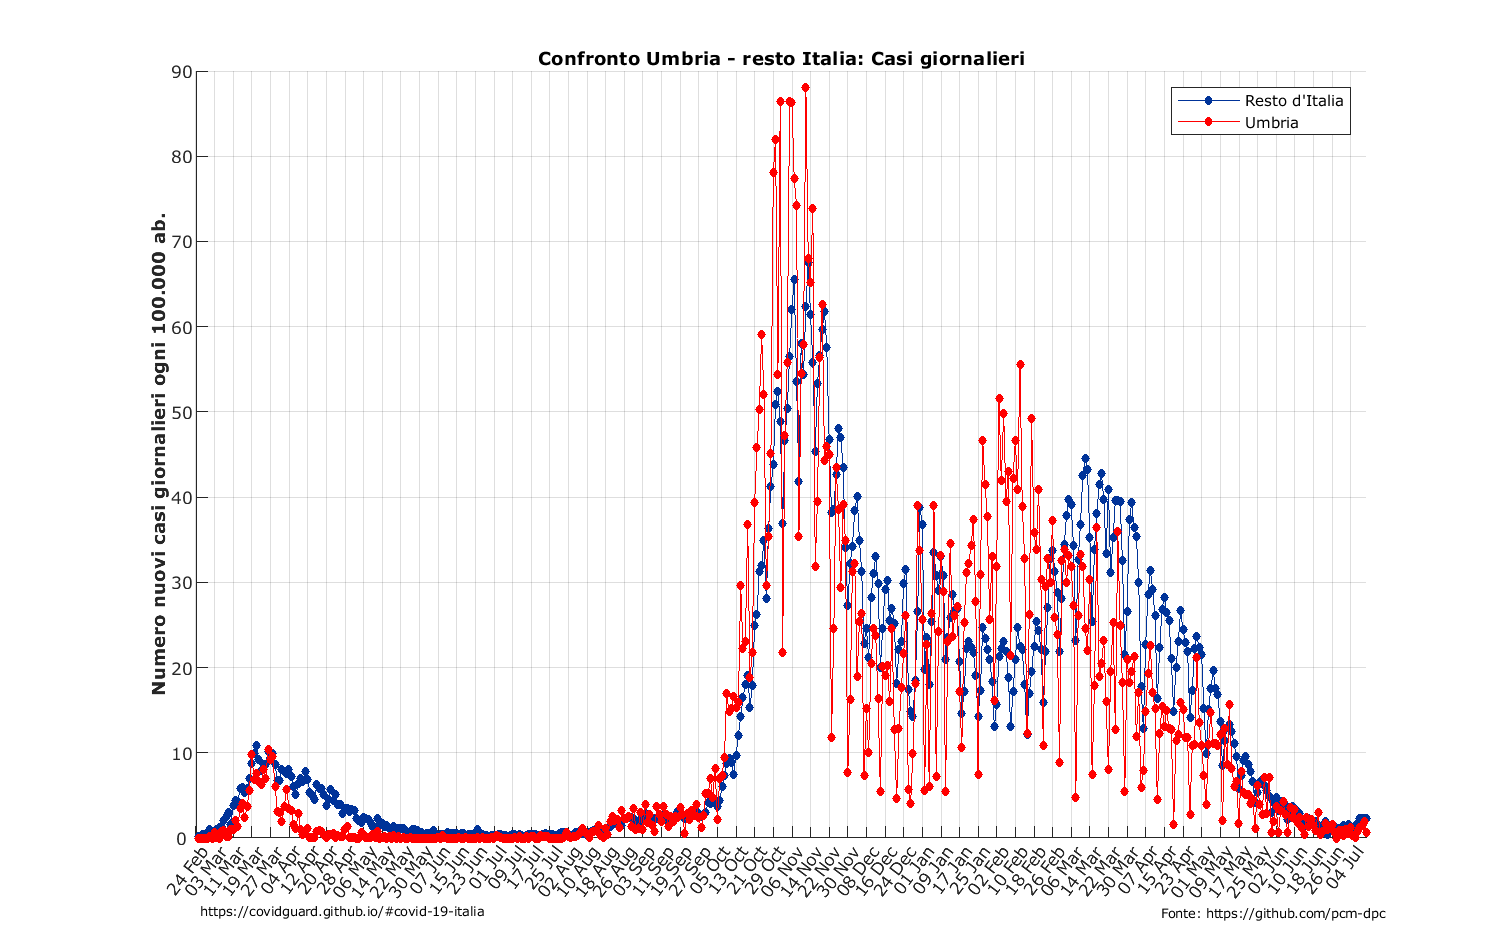 Confronto Umbria - resto Italia: Casi giornalieri
Numero nuovi casi giornalieri ogni 100.000 ab.
90
80
70
60
50
40
30
20
10
0
Resto d'Italia
Umbria
24 Feb
03 Mar
11 Mar
19 Mar
27 Mar
04 Apr
12 Apr
20 Apr
28 Apr
06 May
14 May
22 May
30 May
07 Jun
15 Jun
23 Jun
01 Jul
09 Jul
17 Jul
25 Jul
02 Aug
10 Aug
18 Aug
26 Aug
03 Sep
11 Sep
19 Sep
27 Sep
05 Oct
13 Oct
21 Oct
29 Oct
06 Nov
14 Nov
22 Nov
30 Nov
08 Dec
16 Dec
24 Dec
01 Jan
09 Jan
17 Jan
25 Jan
02 Feb
10 Feb
18 Feb
26 Feb
06 Mar
14 Mar
22 Mar
30 Mar
07 Apr
15 Apr
23 Apr
01 May
09 May
17 May
25 May
02 Jun
10 Jun
18 Jun
26 Jun
04 Jul
https://covidguard.github.io/#covid-19-italia
Fonte: https://github.com/pcm-dpc